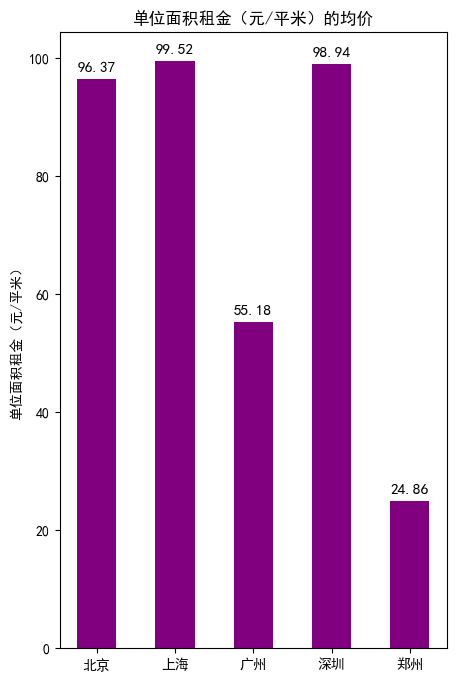 单位面积租金（元/平米）的均价
单位面积租金（元/平米）
100
80
60
40
20
0
96.37
99.52
55.18
98.94
24.86
北京
上海
广州
深圳
郑州